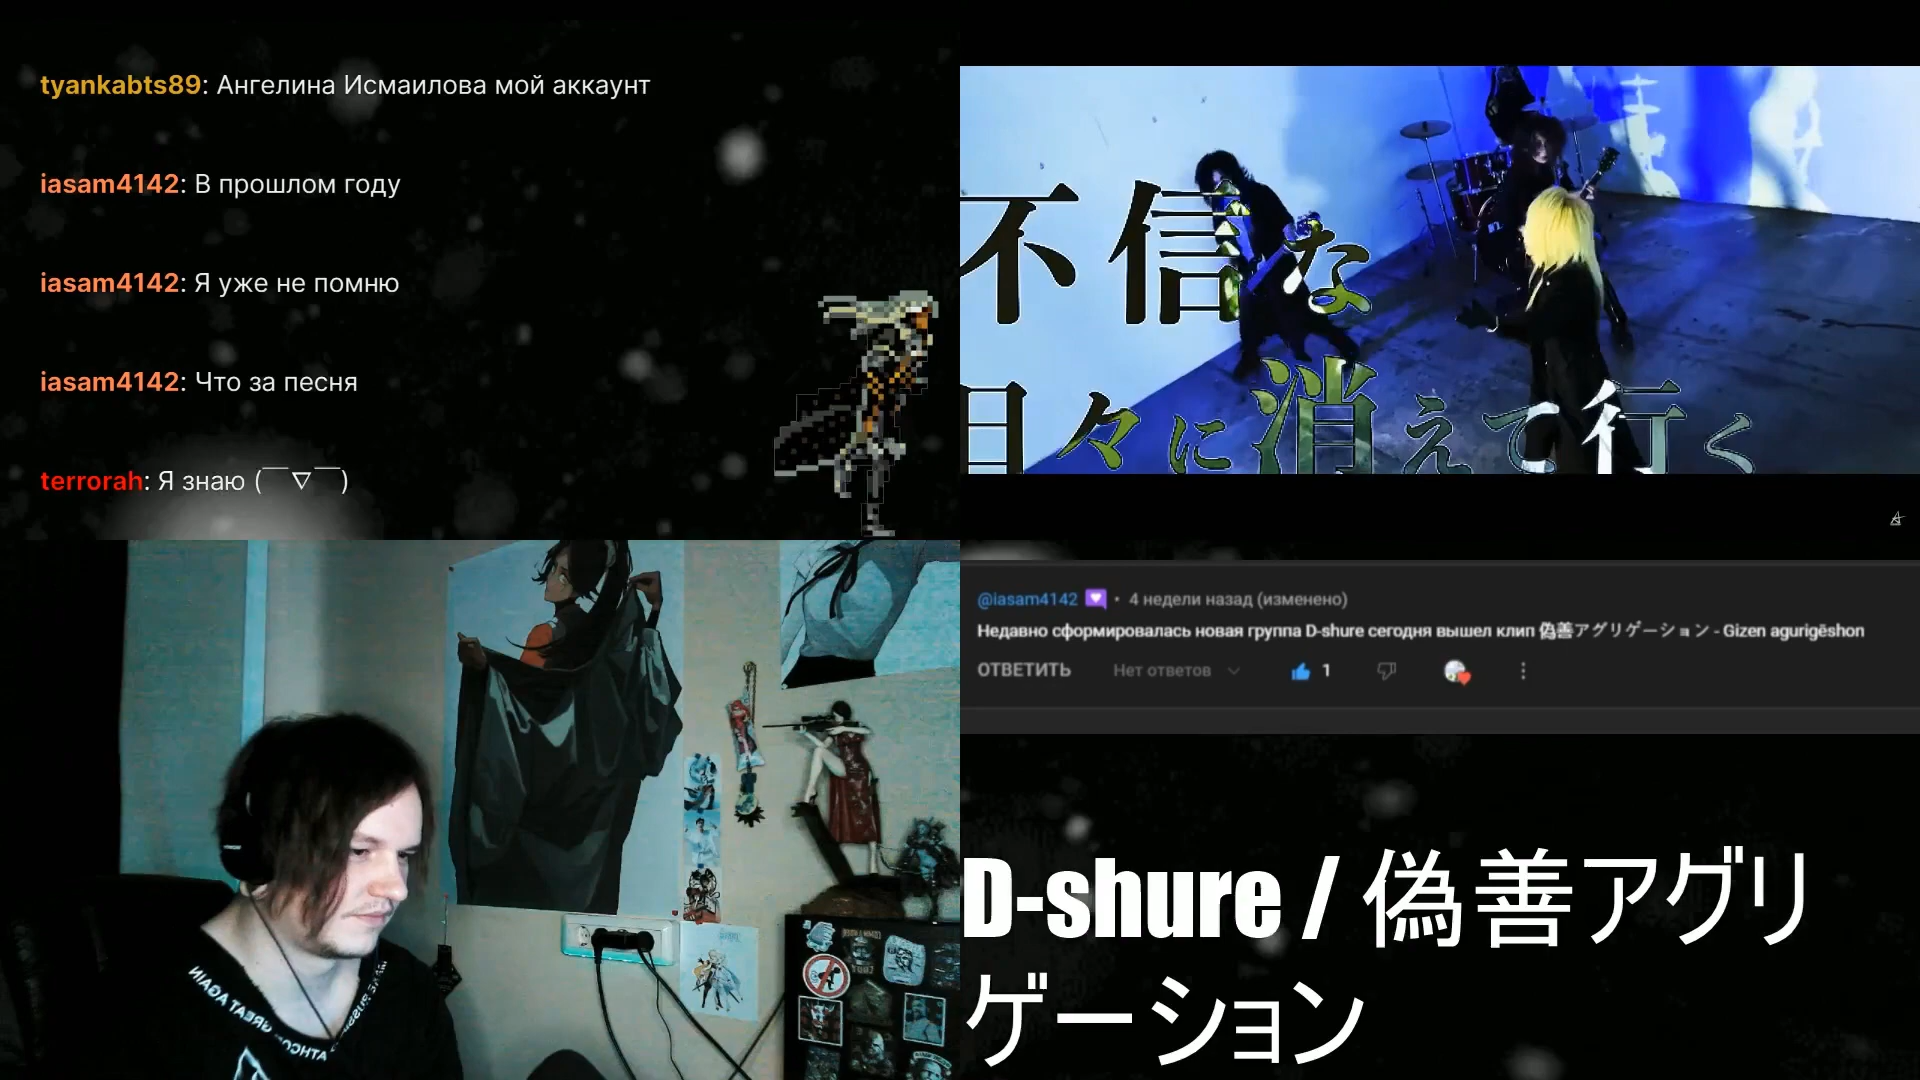 tyankabts89: Ангелина Исмаилова мой аккаунт
iasam4142: В прошлом году
iasam4142: Я уже не помню
iasam4142: Что за песня
terrorah: Я знаю (￣▽￣)
不信な
日々に消えて行く
@iasam4142 • 4 недели назад (изменено)
Недавно сформировалась новая группа D-shure сегодня вышел клип 偽善アグリゲーション - Gizen agurigēshon
ОТВЕТИТЬ Нет ответов 1
D-shure / 偽善アグリ
ゲーション
GREAT AGAIN